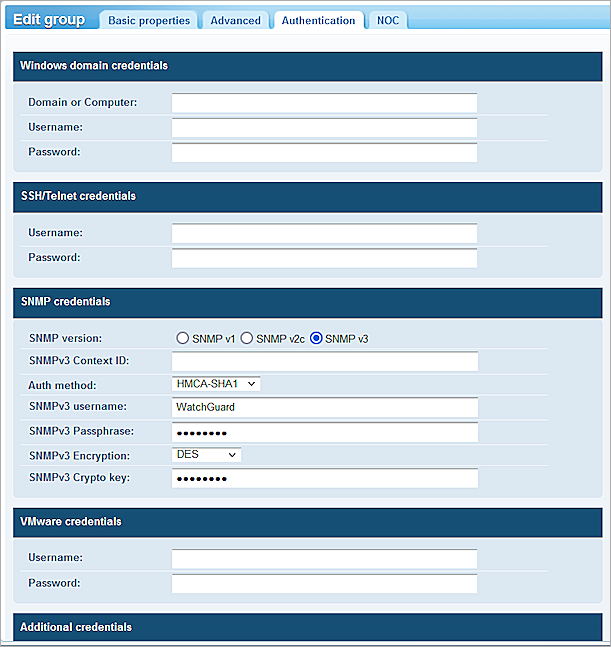 Edit group Basic properties Advanced Authentication NOC
Windows domain credentials
Domain or Computer:
Username:
Password:
SSH/Telnet credentials
Username:
Password:
SNMP credentials
SNMP version: SNMP v1 SNMP v2c SNMP v3
SNMPv3 Context ID:
Auth method: HMCA-SHA1
SNMPv3 username: WatchGuard
SNMPv3 Passphrase: ••••••••
SNMPv3 Encryption: DES
SNMPv3 Crypto key: ••••••••
VMware credentials
Username:
Password:
Additional credentials